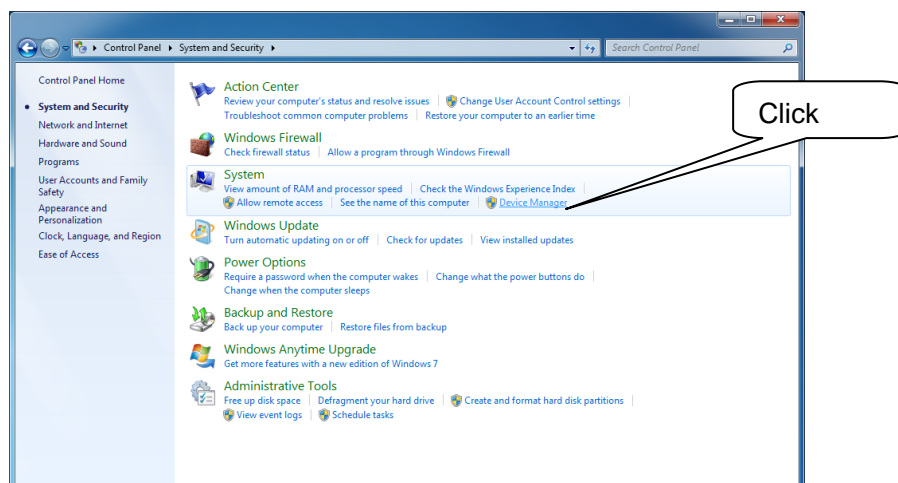 Control Panel ▸ System and Security ▸
Search Control Panel
Control Panel Home
System and Security
Network and Internet
Hardware and Sound
Programs
User Accounts and Family
Safety
Appearance and
Personalization
Clock, Language, and Region
Ease of Access
Action Center
Review your computer's status and resolve issues | Change User Account Control settings |
Troubleshoot common computer problems | Restore your computer to an earlier time
Windows Firewall
Check firewall status | Allow a program through Windows Firewall
System
View amount of RAM and processor speed | Check the Windows Experience Index |
Allow remote access | See the name of this computer | Device Manager
Windows Update
Turn automatic updating on or off | Check for updates | View installed updates
Power Options
Require a password when the computer wakes | Change what the power buttons do |
Change when the computer sleeps
Backup and Restore
Back up your computer | Restore files from backup
Windows Anytime Upgrade
Get more features with a new edition of Windows 7
Administrative Tools
Free up disk space | Defragment your hard drive | Create and format hard disk partitions |
View event logs | Schedule tasks
Click